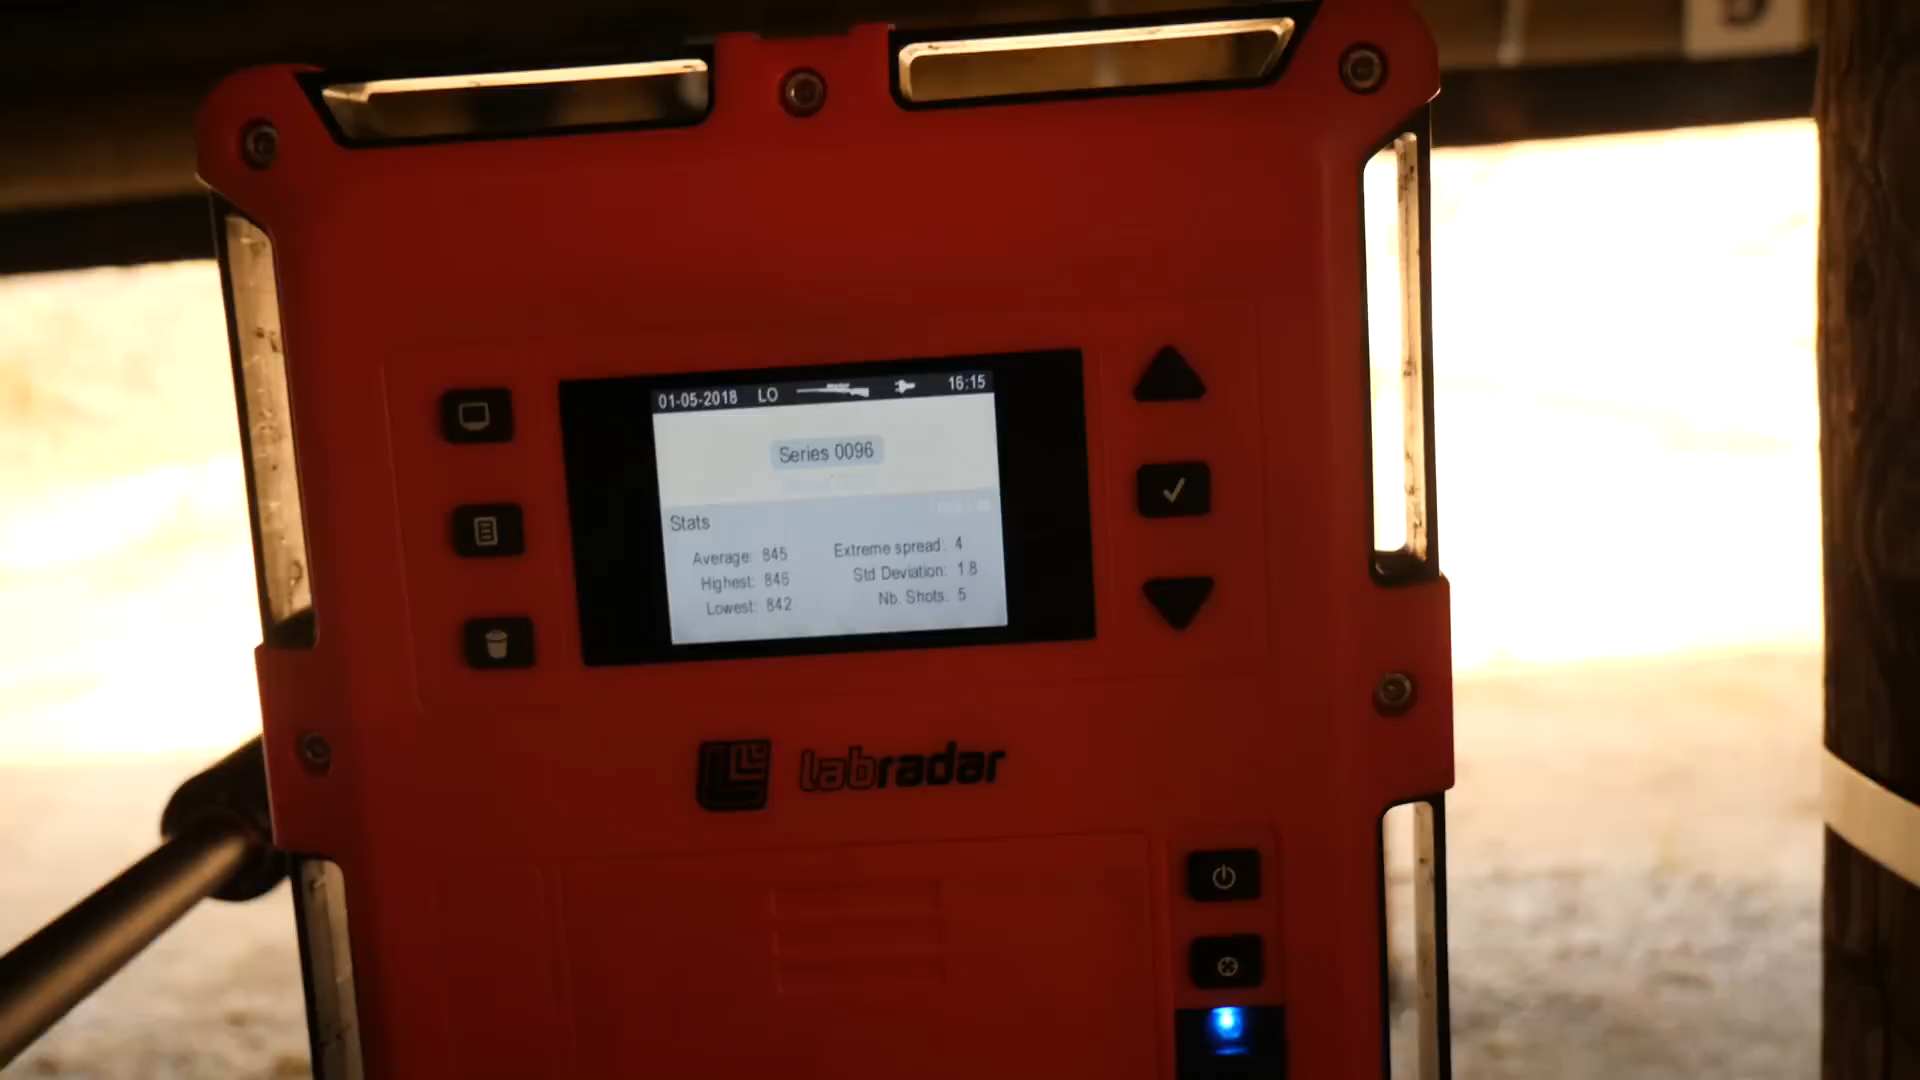 01-05-2018 LO 16:15
Series 0096
Stats
Average: 845 Extreme spread: 4
Highest: 846 Std Deviation: 1.8
Lowest: 842 Nb. Shots: 5
labradar